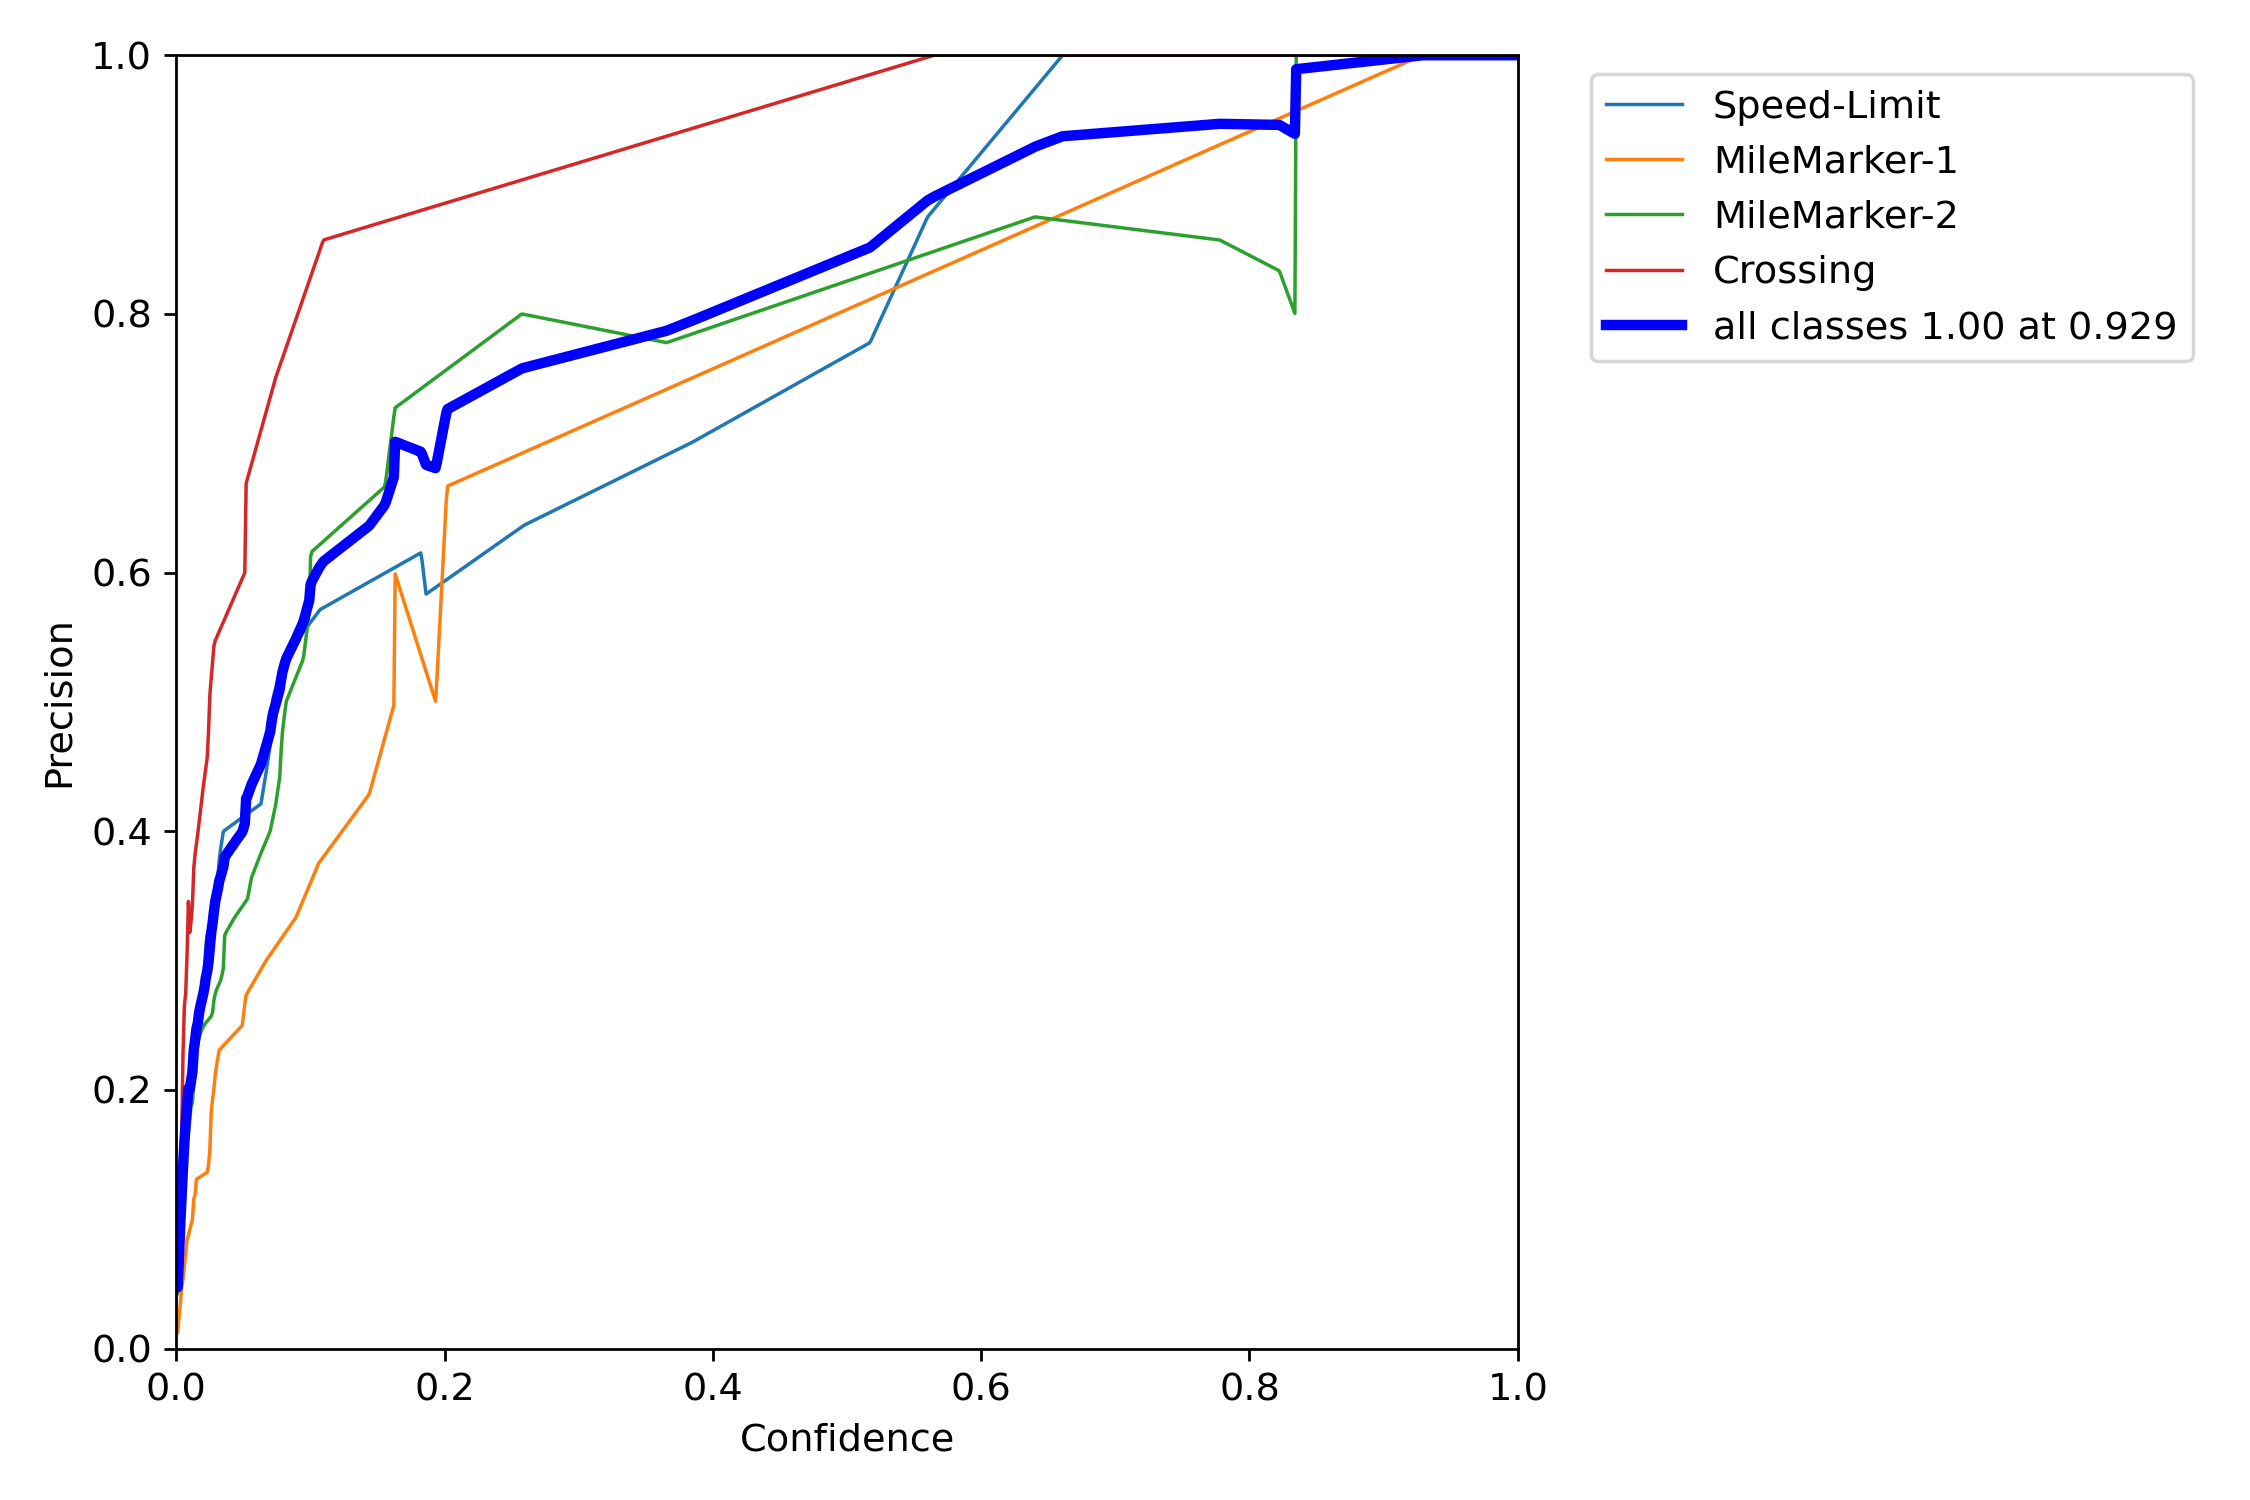 1.0
0.8
0.6
0.4
0.2
0.0
Precision
0.0 0.2 0.4 0.6 0.8 1.0
Confidence
Speed-Limit
MileMarker-1
MileMarker-2
Crossing
all classes 1.00 at 0.929